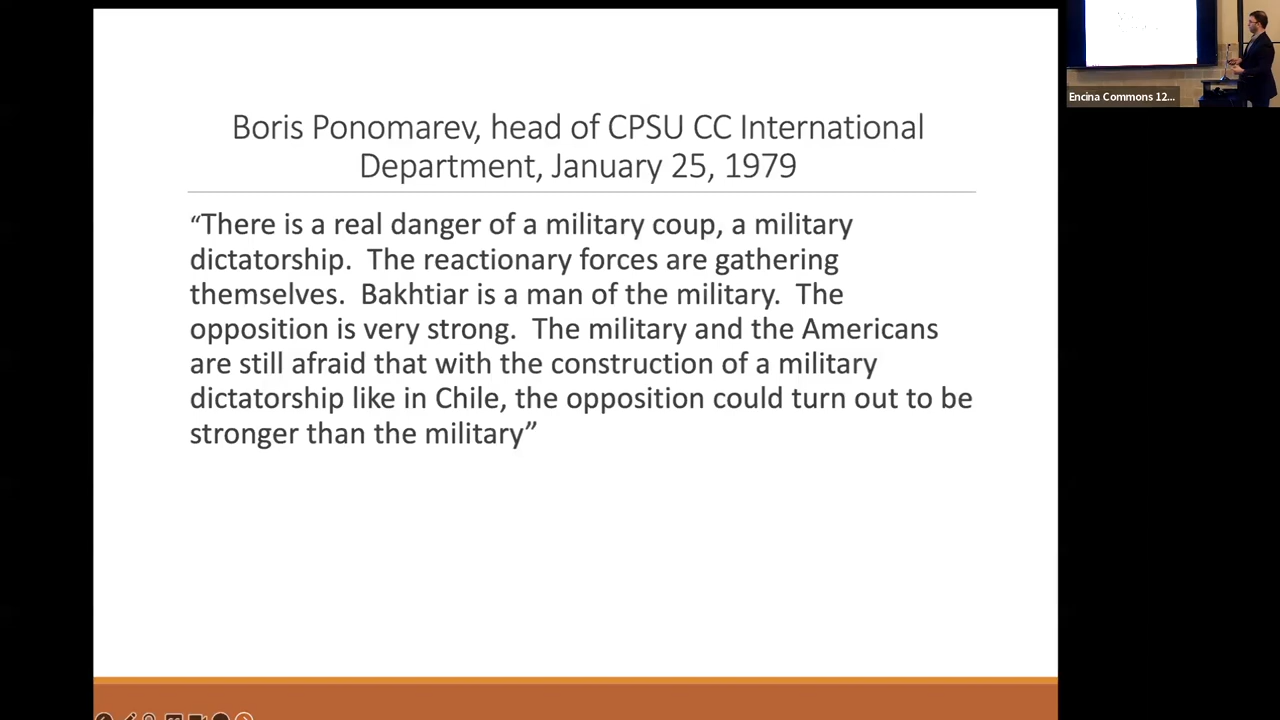 Boris Ponomarev, head of CPSU CC International
Department, January 25, 1979
“There is a real danger of a military coup, a military
dictatorship.  The reactionary forces are gathering
themselves.  Bakhtiar is a man of the military.  The
opposition is very strong.  The military and the Americans
are still afraid that with the construction of a military
dictatorship like in Chile, the opposition could turn out to be
stronger than the military”
Encina Commons 12...